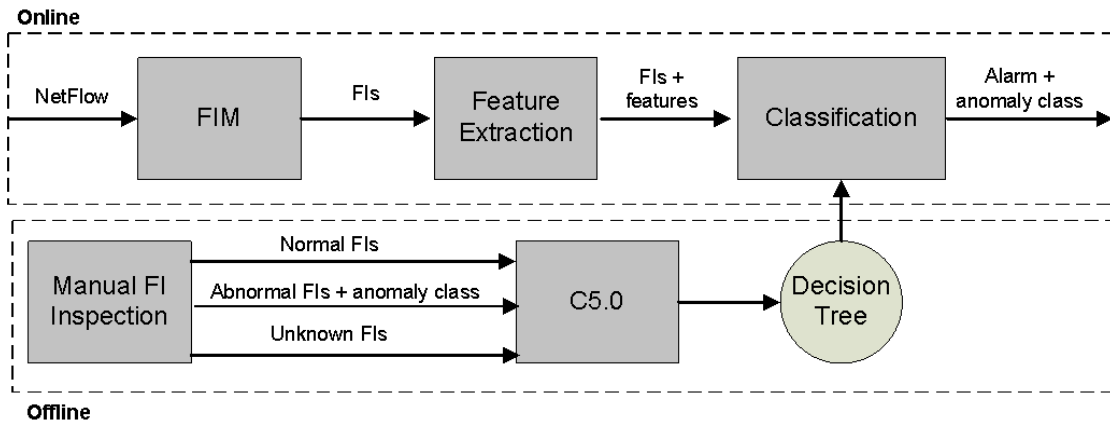 Online
NetFlow
FIM
FIs
Feature
Extraction
FIs +
features
Classification
Alarm +
anomaly class
Manual FI
Inspection
Normal FIs
Abnormal FIs + anomaly class
Unknown FIs
C5.0
Decision
Tree
Offline